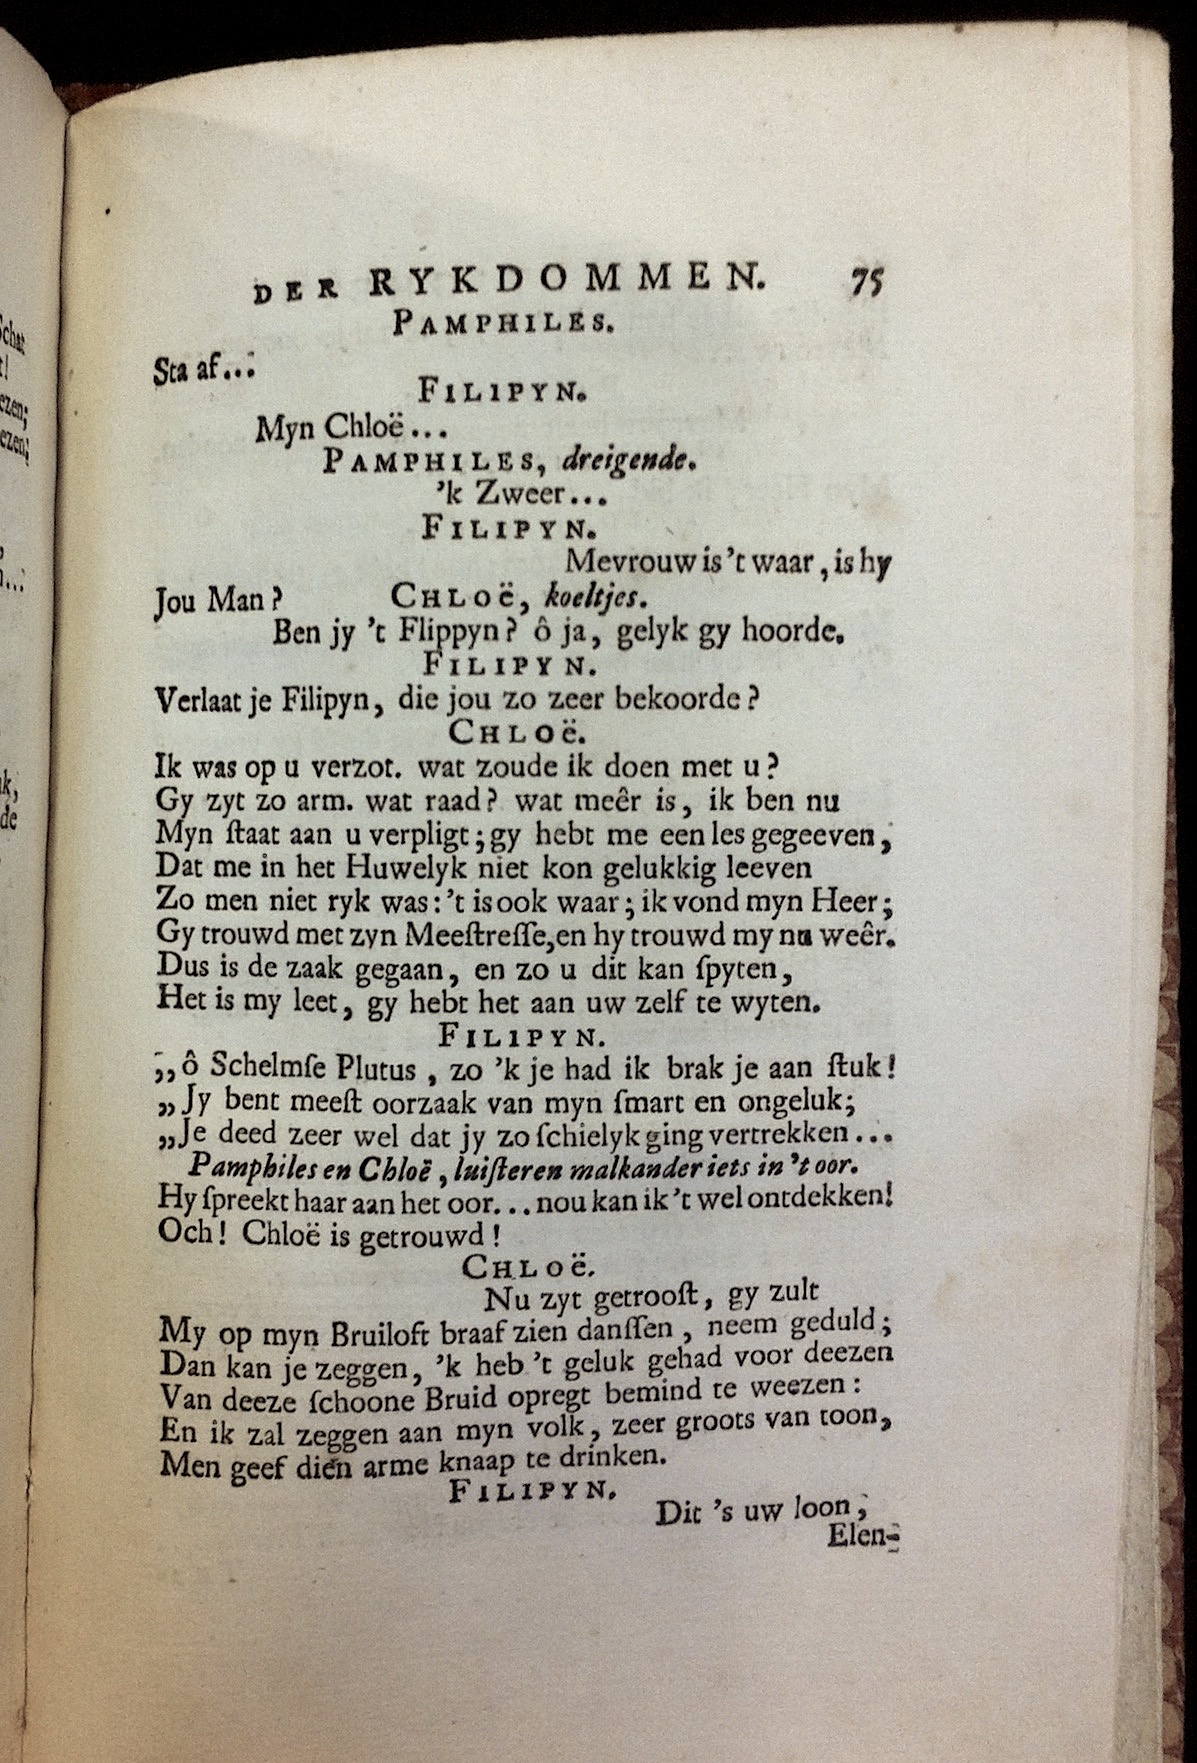 DER RYKDOMMEN. 75
PAMPHILES.
Sta af...
FILIPYN.
Myn Chloë...
PAMPHILES, dreigende.
'k Zweer...
FILIPYN.
Mevrouw is 't waar, is hy
Jou Man?
CHLOË, koeltjes.
Ben jy 't Flippyn? ô ja, gelyk gy hoorde.
FILIPYN.
Verlaat je Filipyn, die jou zo zeer bekoorde?
CHLOË.
Ik was op u verzot. wat zoude ik doen met u?
Gy zyt zo arm. wat raad? wat meêr is, ik ben nu
Myn ſtaat aan u verpligt; gy hebt me een les gegeeven,
Dat me in het Huwelyk niet kon gelukkig leeven
Zo men niet ryk was: 't is ook waar; ik vond myn Heer;
Gy trouwd met zyn Meeſtreſſe, en hy trouwd my nu weêr.
Dus is de zaak gegaan, en zo u dit kan ſpyten,
Het is my leet, gy hebt het aan uw zelf te wyten.
FILIPYN.
„ô Schelmſe Plutus, zo 'k je had ik brak je aan ſtuk!
„Jy bent meeſt oorzaak van myn ſmart en ongeluk;
„Je deed zeer wel dat jy zo ſchielyk ging vertrekken...
Pamphiles en Chloë, luiſteren malkander iets in 't oor.
Hy ſpreekt haar aan het oor... nou kan ik 't wel ontdekken!
Och! Chloë is getrouwd!
CHLOË.
Nu zyt getrooſt, gy zult
My op myn Bruiloft braaf zien danſſen, neem geduld;
Dan kan je zeggen, 'k heb 't geluk gehad voor deezen
Van deeze ſchoone Bruid opregt bemind te weezen:
En ik zal zeggen aan myn volk, zeer groots van toon,
Men geef dien arme knaap te drinken.
FILIPYN.
Dit 's uw loon,
Elen-